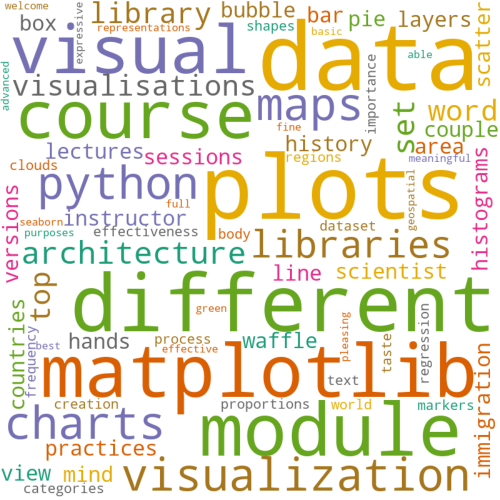 welcome
box
expressive
library
representations
bubble
shapes
bar
pie
basic
layers
scatter
visual
data
able
advanced
visualisations
maps
importance
word
course
set
couple
fine
history
area
lectures
sessions
regions
meaningful
clouds
python
plots
histograms
versions
full
geospatial
seaborn
instructor
purposes
effectiveness
body
dataset
architecture
libraries
line
scientist
top
different
countries
frequency
green
hands
process
waffle
pleasing
taste
regression
best
effective
matplotlib
text
immigration
creation
proportions
world
markers
charts
module
practices
view
mind
visualization
categories